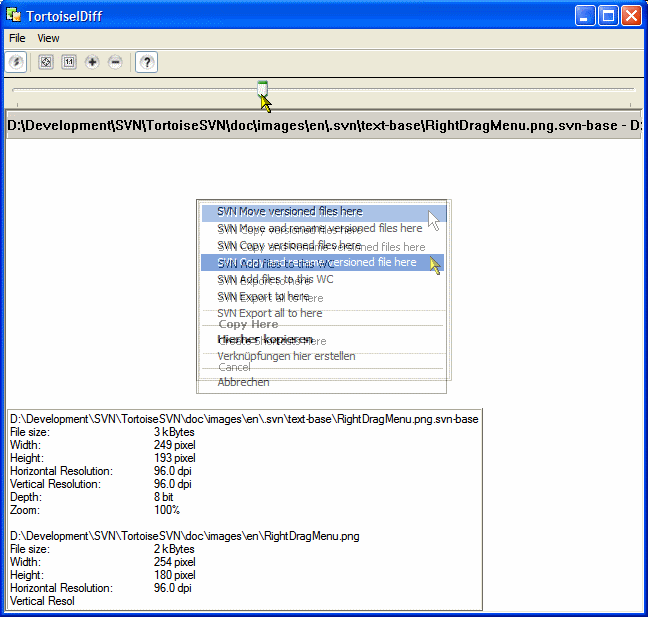 TortoiseIDiff
File View
1:1 ?
D:\Development\SVN\TortoiseSVN\doc\images\en\.svn\text-base\RightDragMenu.png.svn-base - D:
SVN Move versioned files here
SVN Move and rename versioned files here
SVN Copy versioned files here
SVN Copy versioned files here
SVN Copy and Rename versioned files here
SVN Copy and rename versioned file here
SVN Add files to this WC
SVN Add files to this WC
SVN Export to here
SVN Export to here
SVN Export all to here
SVN Export all to here
Copy Here
Hierher kopieren
Create Shortcuts Here
Verknüpfungen hier erstellen
Cancel
Abbrechen
D:\Development\SVN\TortoiseSVN\doc\images\en\.svn\text-base\RightDragMenu.png.svn-base
File size: 3 kBytes
Width: 249 pixel
Height: 193 pixel
Horizontal Resolution: 96.0 dpi
Vertical Resolution: 96.0 dpi
Depth: 8 bit
Zoom: 100%
D:\Development\SVN\TortoiseSVN\doc\images\en\RightDragMenu.png
File size: 2 kBytes
Width: 254 pixel
Height: 180 pixel
Horizontal Resolution: 96.0 dpi
Vertical Resol